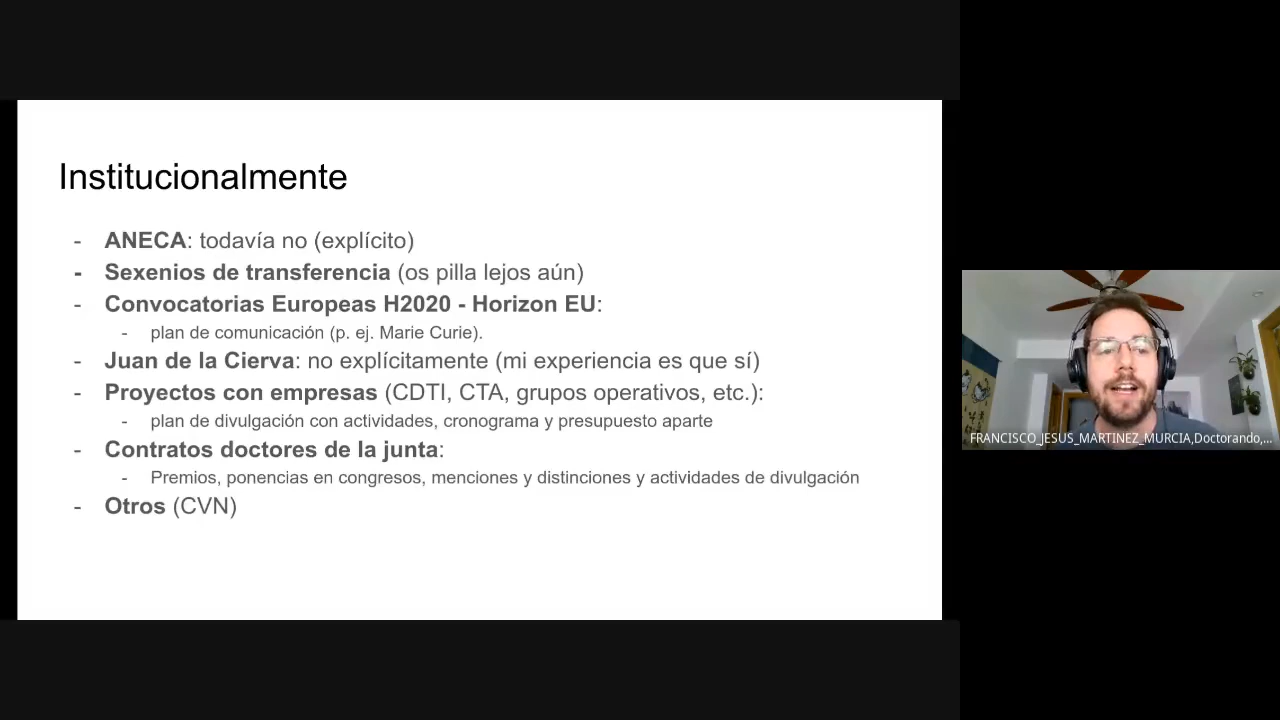 Institucionalmente
- ANECA: todavía no (explícito)
- Sexenios de transferencia (os pilla lejos aún)
- Convocatorias Europeas H2020 - Horizon EU:
- plan de comunicación (p. ej. Marie Curie).
- Juan de la Cierva: no explícitamente (mi experiencia es que sí)
- Proyectos con empresas (CDTI, CTA, grupos operativos, etc.):
- plan de divulgación con actividades, cronograma y presupuesto aparte
- Contratos doctores de la junta:
- Premios, ponencias en congresos, menciones y distinciones y actividades de divulgación
- Otros (CVN)
FRANCISCO_JESUS_MARTINEZ_MURCIA,Doctorando,...